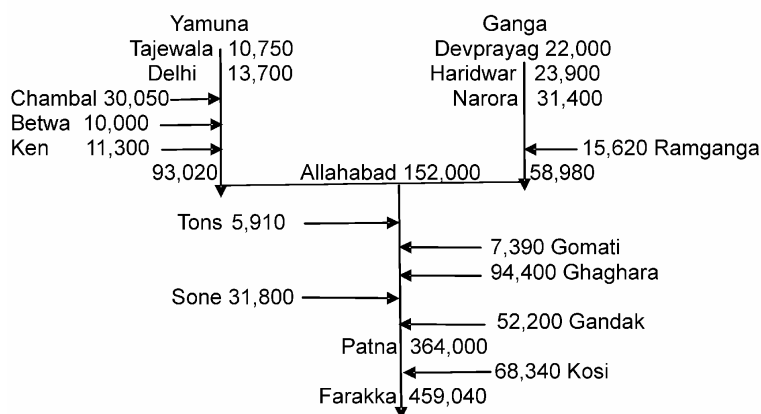 Yamuna Ganga
Tajewala 10,750 Devprayag 22,000
Delhi 13,700 Haridwar 23,900
Chambal 30,050 Narora 31,400
Betwa 10,000
Ken 11,300 15,620 Ramganga
93,020 Allahabad 152,000 58,980
Tons 5,910
7,390 Gomati
94,400 Ghaghara
Sone 31,800
52,200 Gandak
Patna 364,000
68,340 Kosi
Farakka 459,040